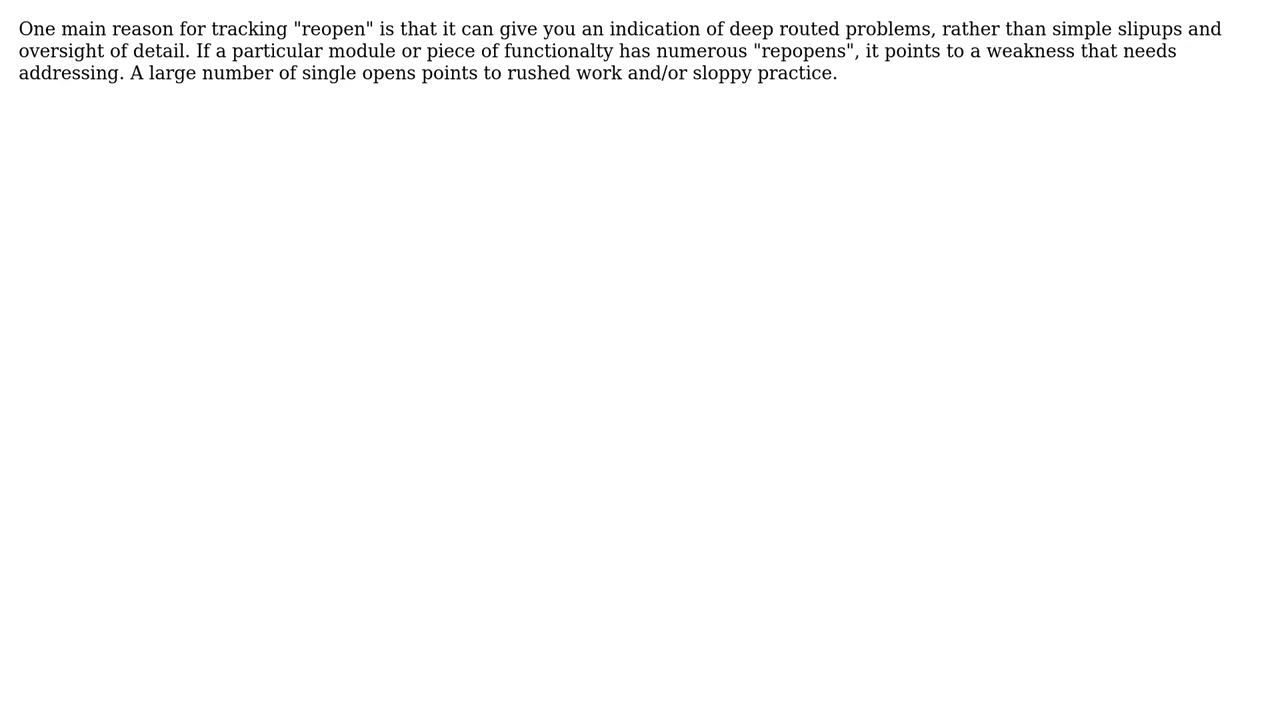 One main reason for tracking "reopen" is that it can give you an indication of deep routed problems, rather than simple slipups and
oversight of detail. If a particular module or piece of functionalty has numerous "repopens", it points to a weakness that needs
addressing. A large number of single opens points to rushed work and/or sloppy practice.